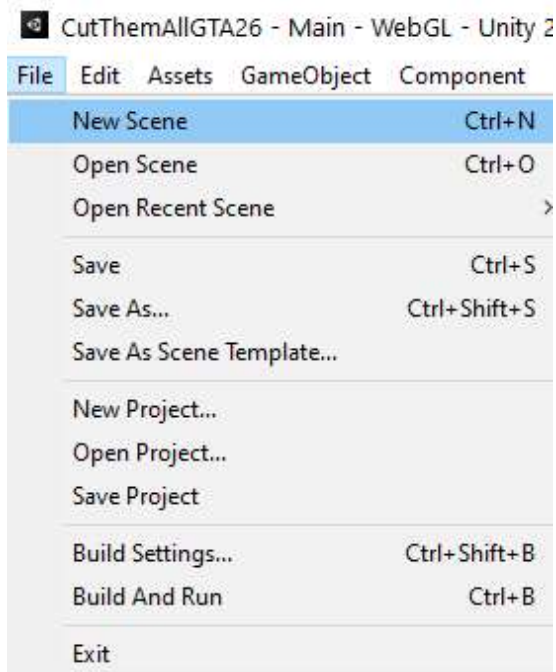 CutThemAllGTA26 - Main - WebGL - Unity 2
File Edit Assets GameObject Component
New Scene Ctrl+N
Open Scene Ctrl+O
Open Recent Scene
Save Ctrl+S
Save As... Ctrl+Shift+S
Save As Scene Template...
New Project...
Open Project...
Save Project
Build Settings... Ctrl+Shift+B
Build And Run Ctrl+B
Exit